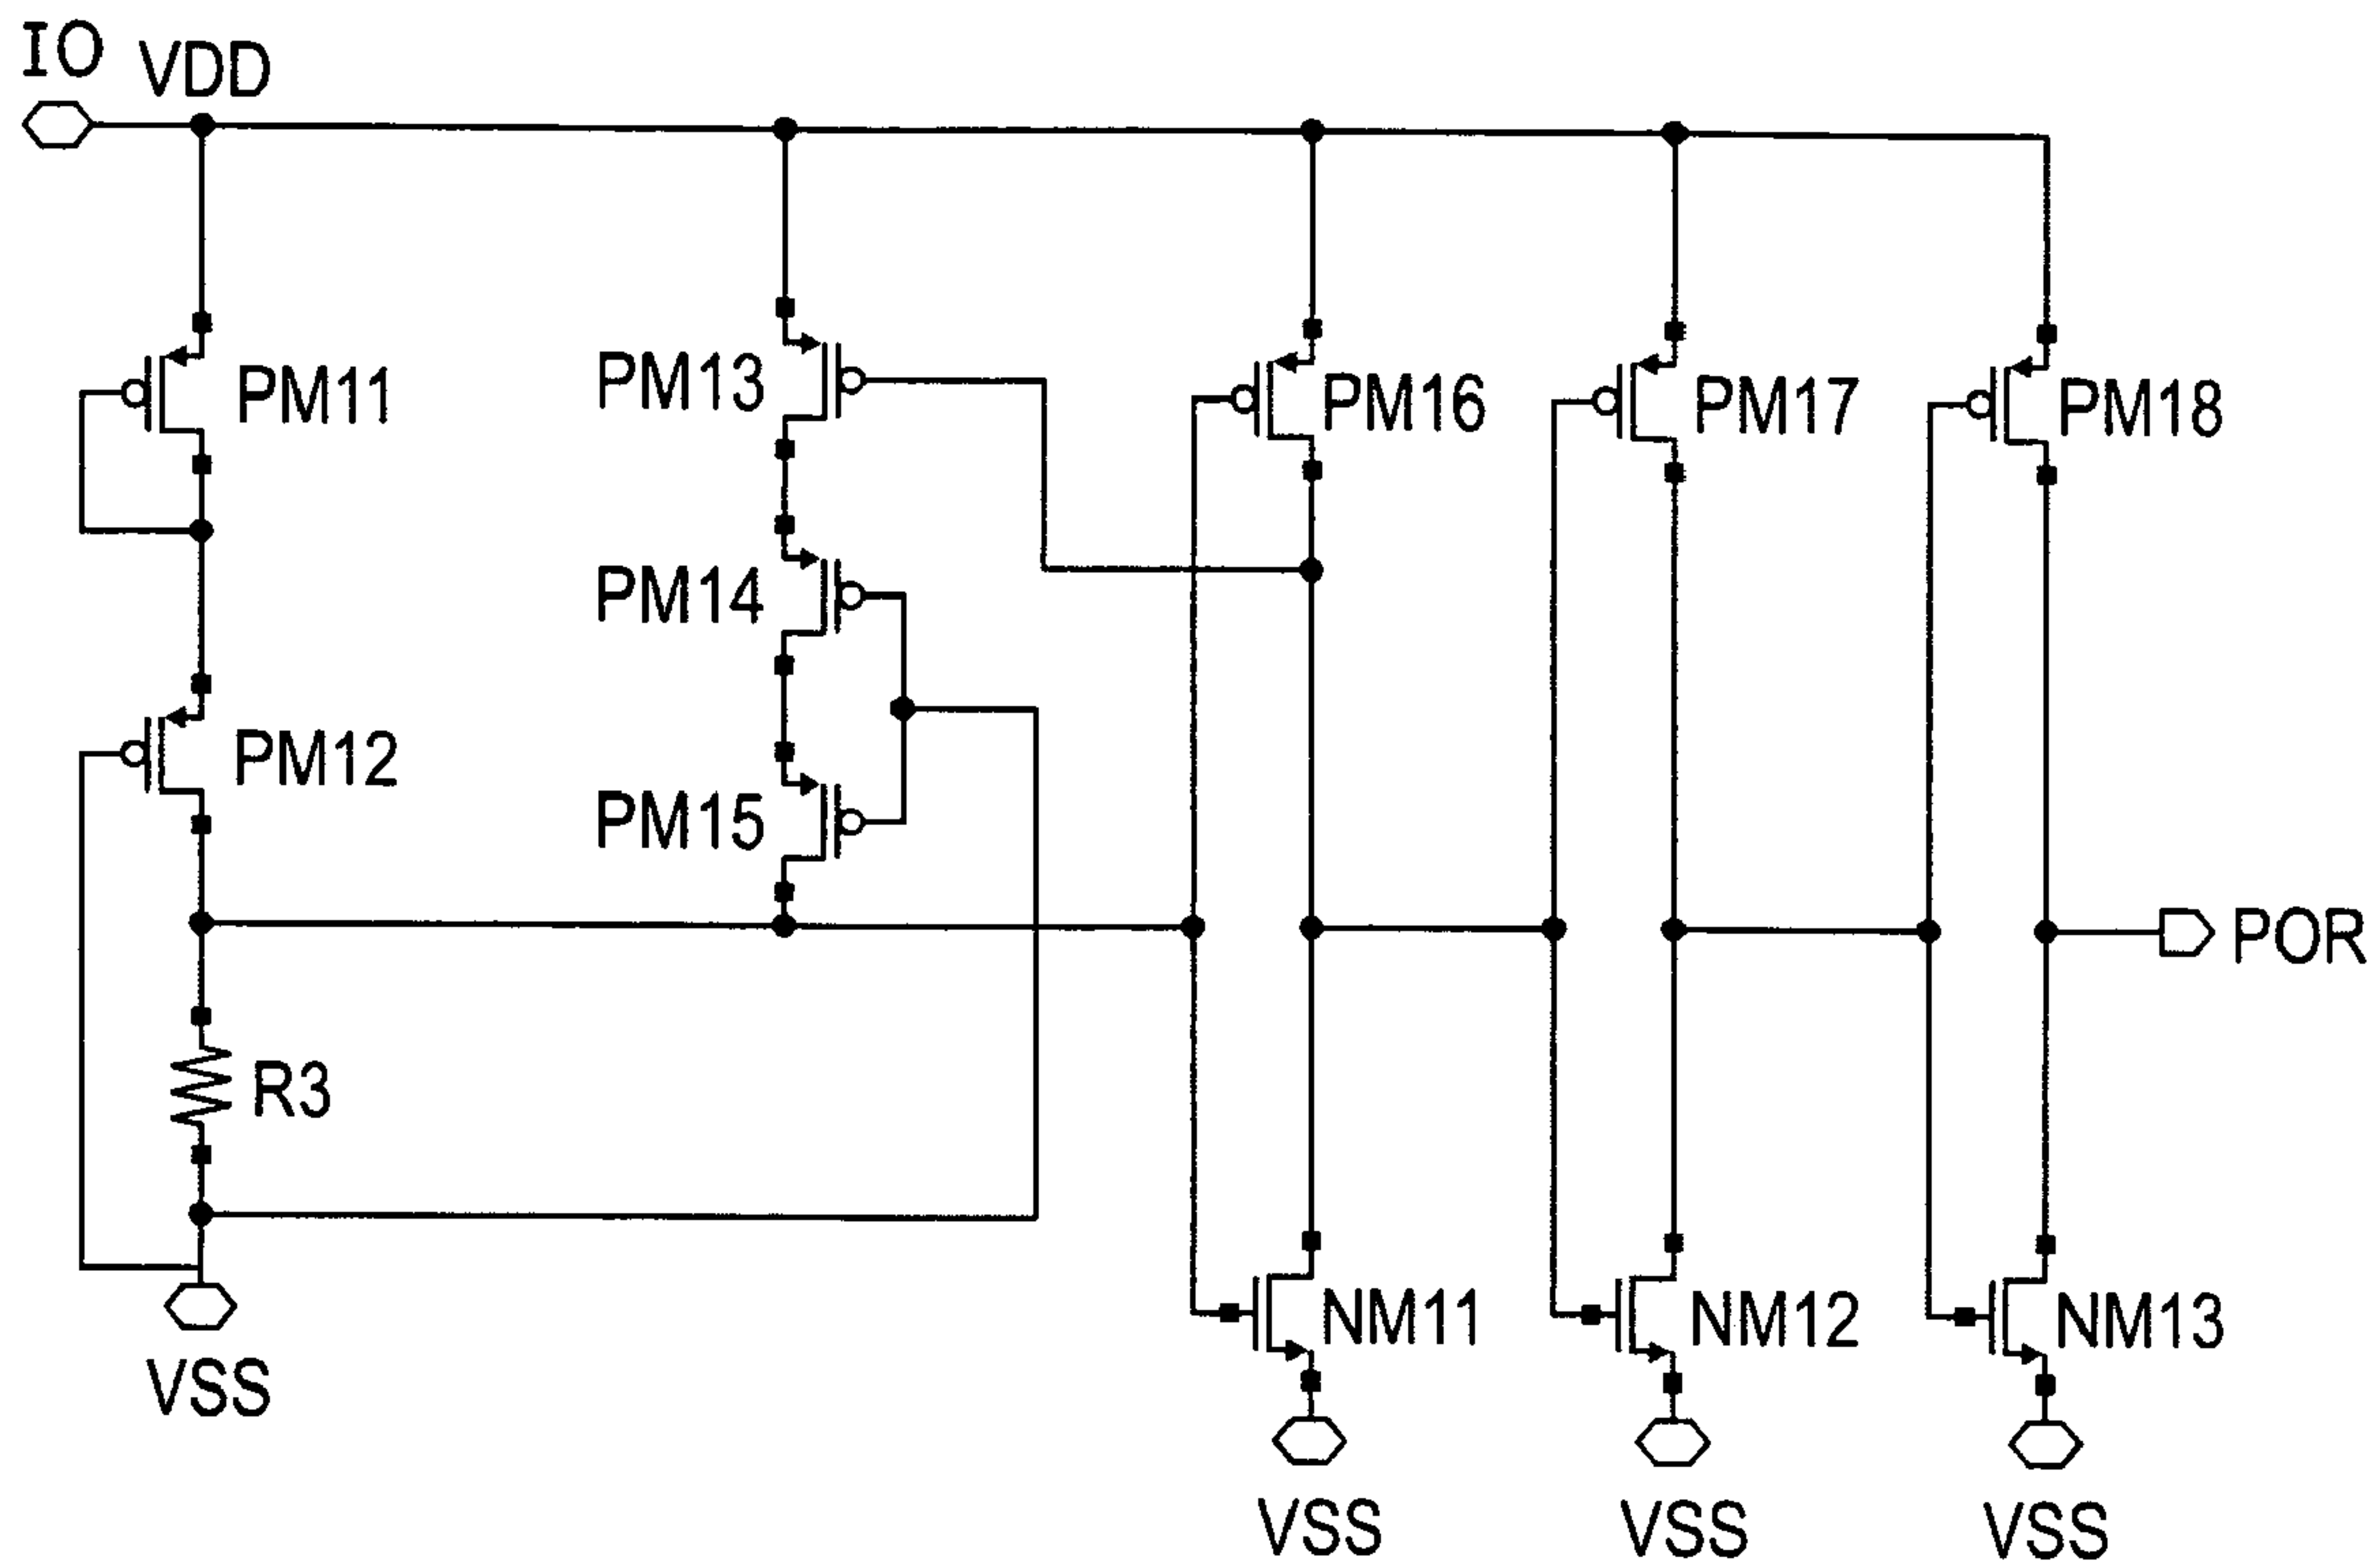 IO VDD
PM11
PM13
PM16
PM17
PM18
PM14
PM12
PM15
POR
R3
NM11
NM12
NM13
VSS
VSS
VSS
VSS